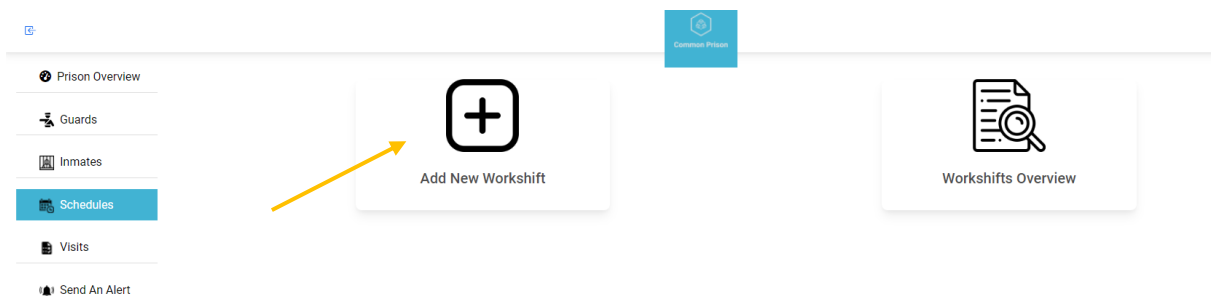 Common Prison
Prison Overview
Guards
Inmates
Schedules
Visits
Send An Alert
Add New Workshift
Workshifts Overview